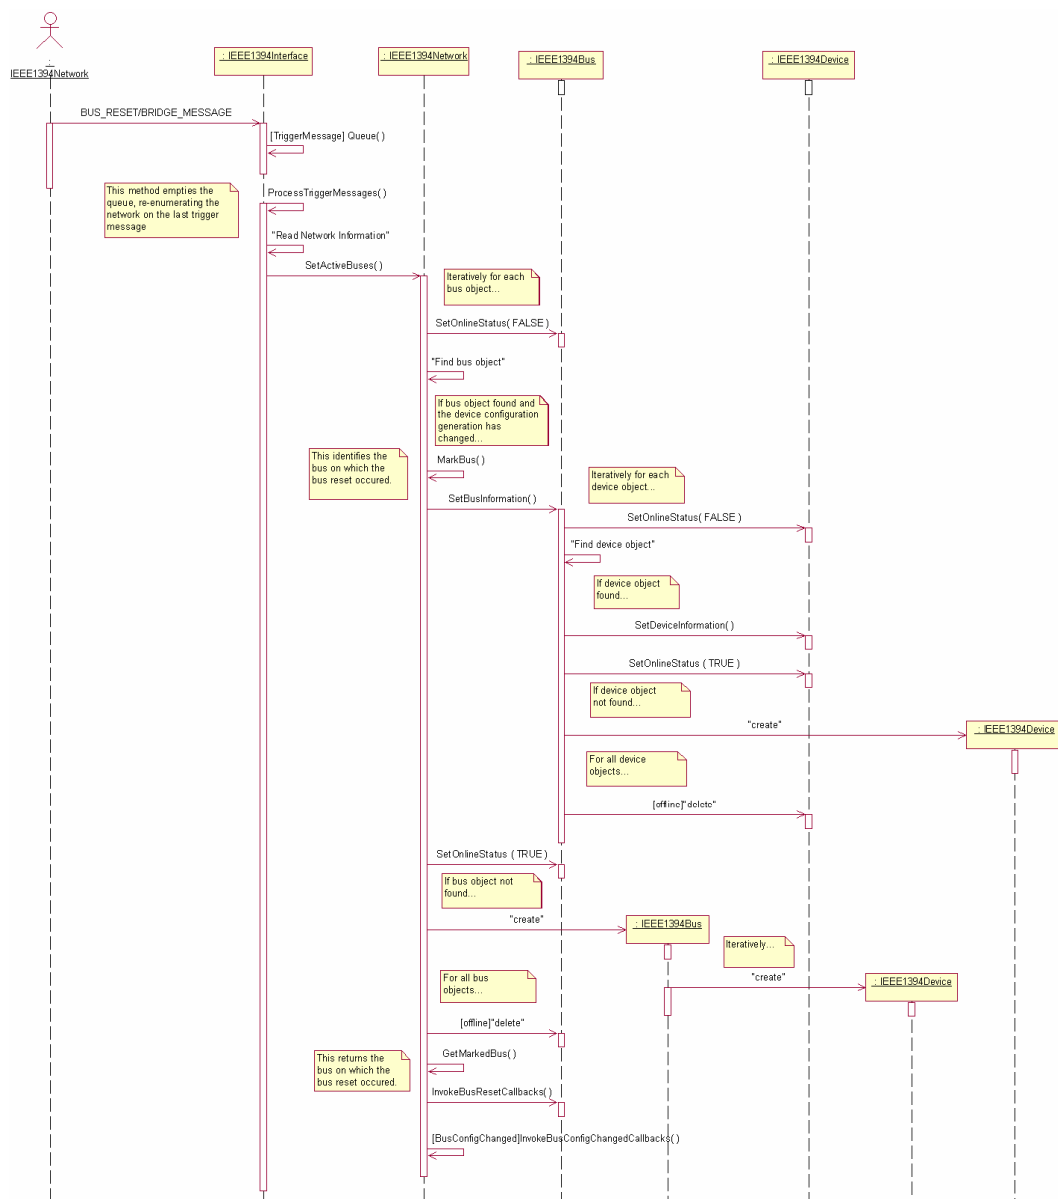 : IEEE1394Interface
: IEEE1394Network
: IEEE1394Bus
: IEEE1394Device
:
IEEE1394Network
BUS_RESET/BRIDGE_MESSAGE
[TriggerMessage] Queue( )
This method empties the
queue, re-enumerating the
network on the last trigger
message
ProcessTriggerMessages( )
"Read Network Information"
SetActiveBuses( )
Iteratively for each
bus object...
SetOnlineStatus( FALSE )
"Find bus object"
If bus object found and
the device configuration
generation has
changed...
This identifies the
bus on which the
bus reset occured.
MarkBus( )
Iteratively for each
device object...
SetBusInformation( )
SetOnlineStatus( FALSE )
"Find device object"
If device object
found...
SetDeviceInformation( )
SetOnlineStatus ( TRUE )
If device object
not found...
"create"
: IEEE1394Device
For all device
objects...
[offline]"delete"
SetOnlineStatus ( TRUE )
If bus object not
found...
"create"
: IEEE1394Bus
Iteratively...
"create"
: IEEE1394Device
For all bus
objects...
[offline]"delete"
This returns the
bus on which the
bus reset occured.
GetMarkedBus( )
InvokeBusResetCallbacks( )
[BusConfigChanged]InvokeBusConfigChangedCallbacks( )